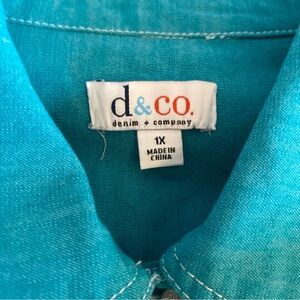 d&co.
denim + company
1X
MADE IN
CHINA